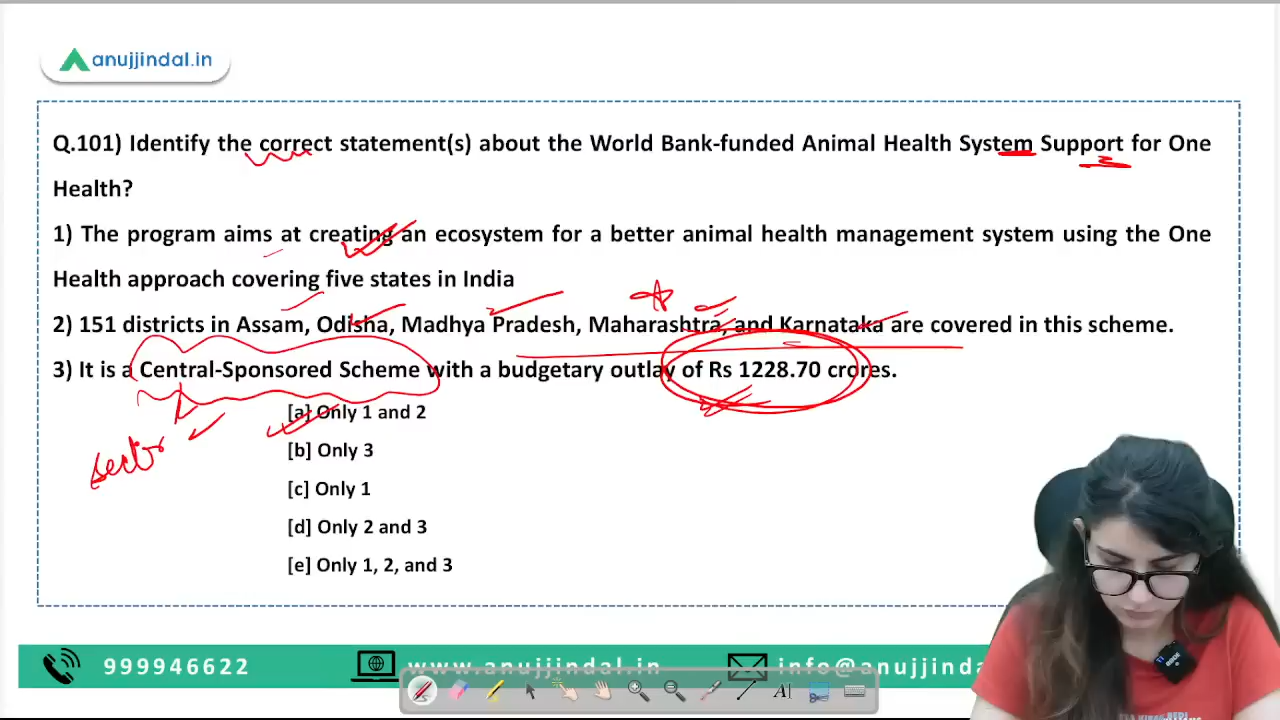 anujjindal.in
Q.101) Identify the correct statement(s) about the World Bank-funded Animal Health System Support for One
Health?
1) The program aims at creating an ecosystem for a better animal health management system using the One
Health approach covering five states in India
2) 151 districts in Assam, Odisha, Madhya Pradesh, Maharashtra, and Karnataka are covered in this scheme.
3) It is a Central-Sponsored Scheme with a budgetary outlay of Rs 1228.70 crores.
[a] Only 1 and 2
sector
[b] Only 3
[c] Only 1
[d] Only 2 and 3
[e] Only 1, 2, and 3
999946622 www.anujjindal.in info@anujjinda